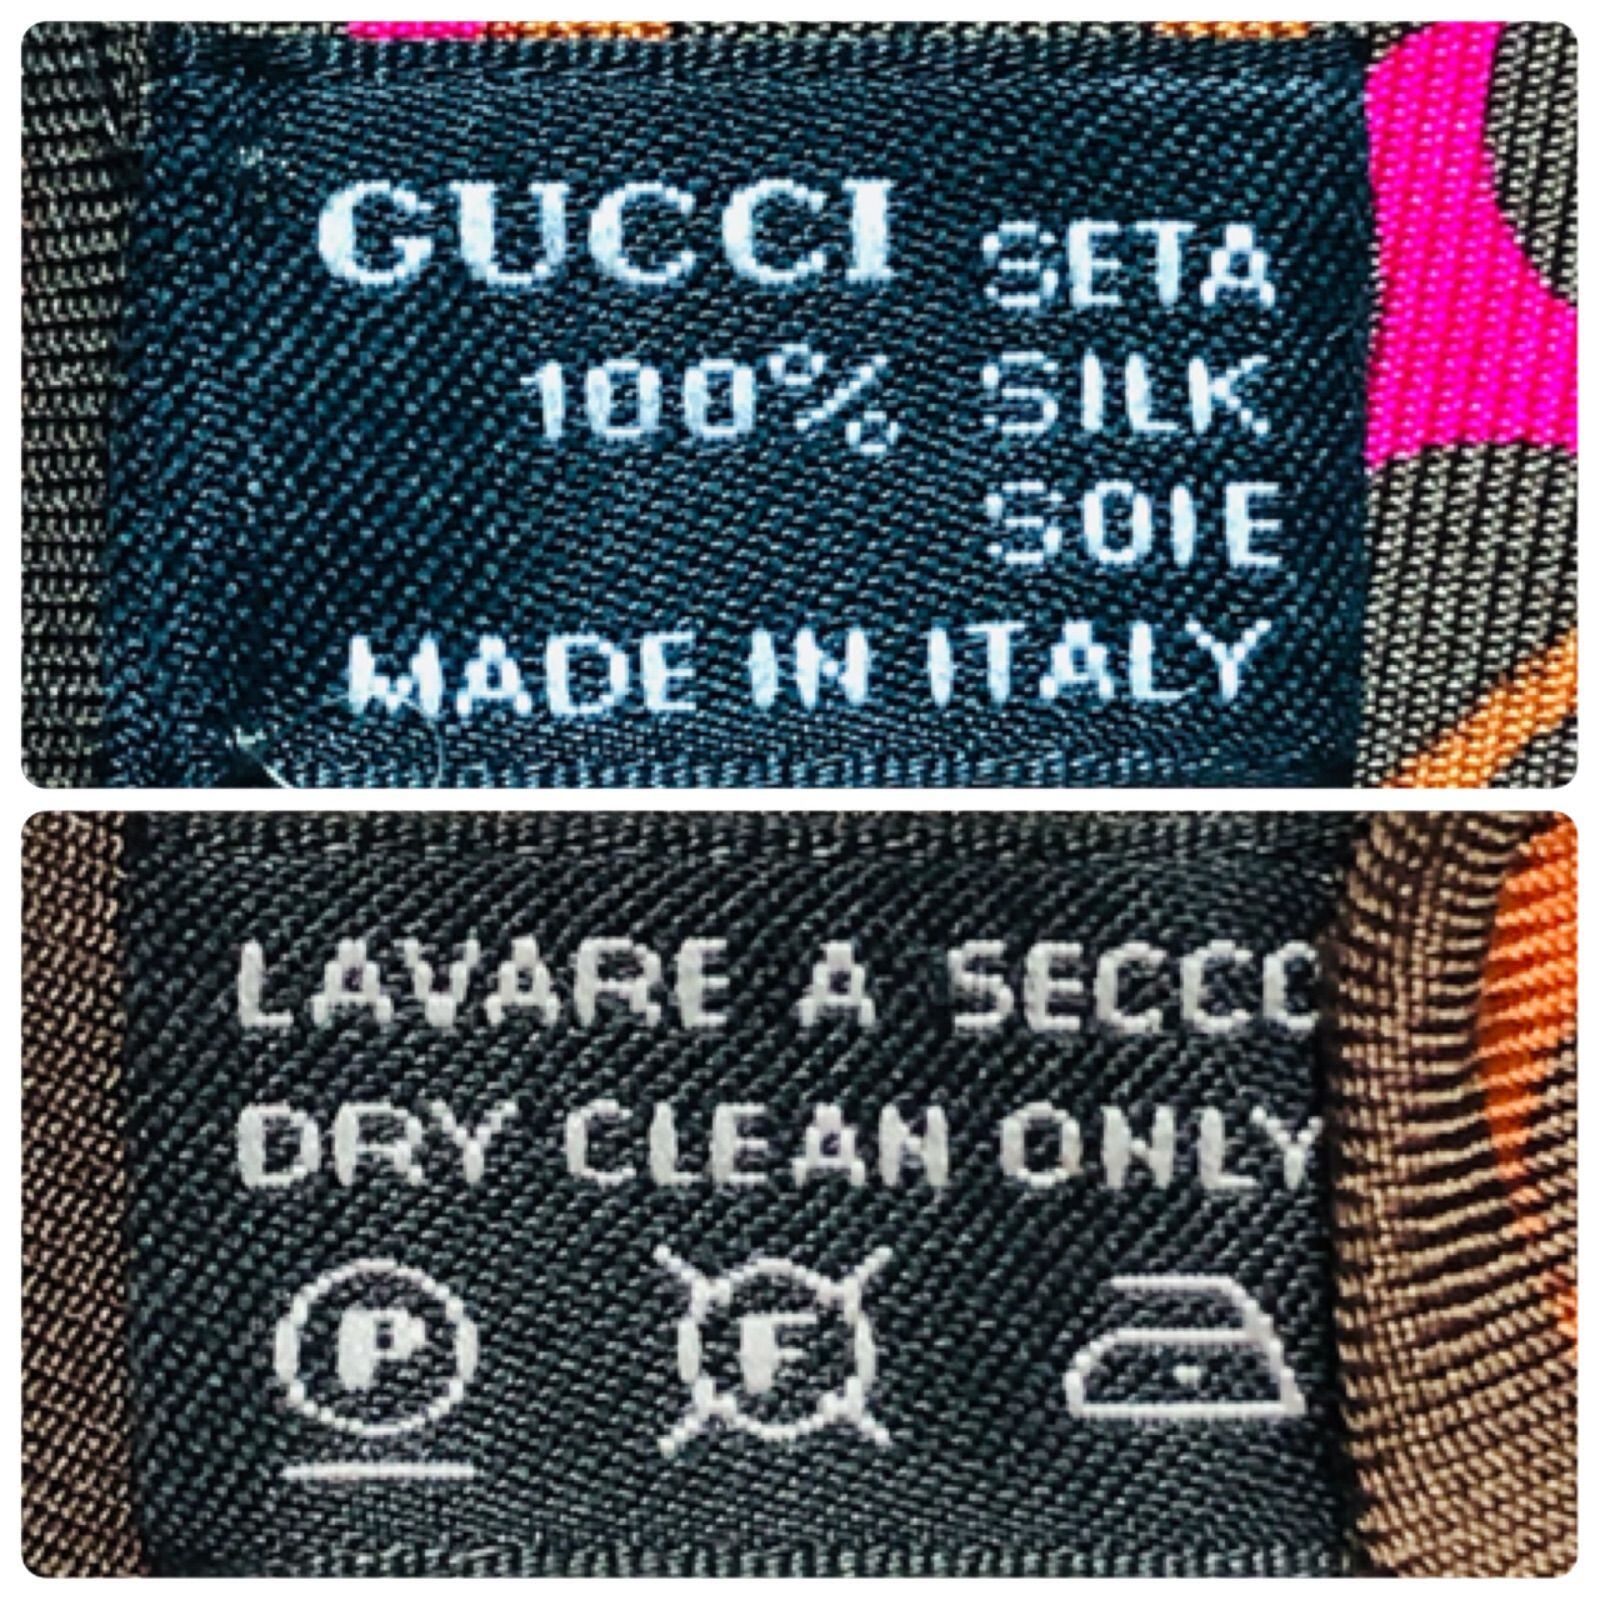 GUCCI SETA
100% SILK
SOIE
MADE IN ITALY
LAVARE A SECCO
DRY CLEAN ONLY
P F